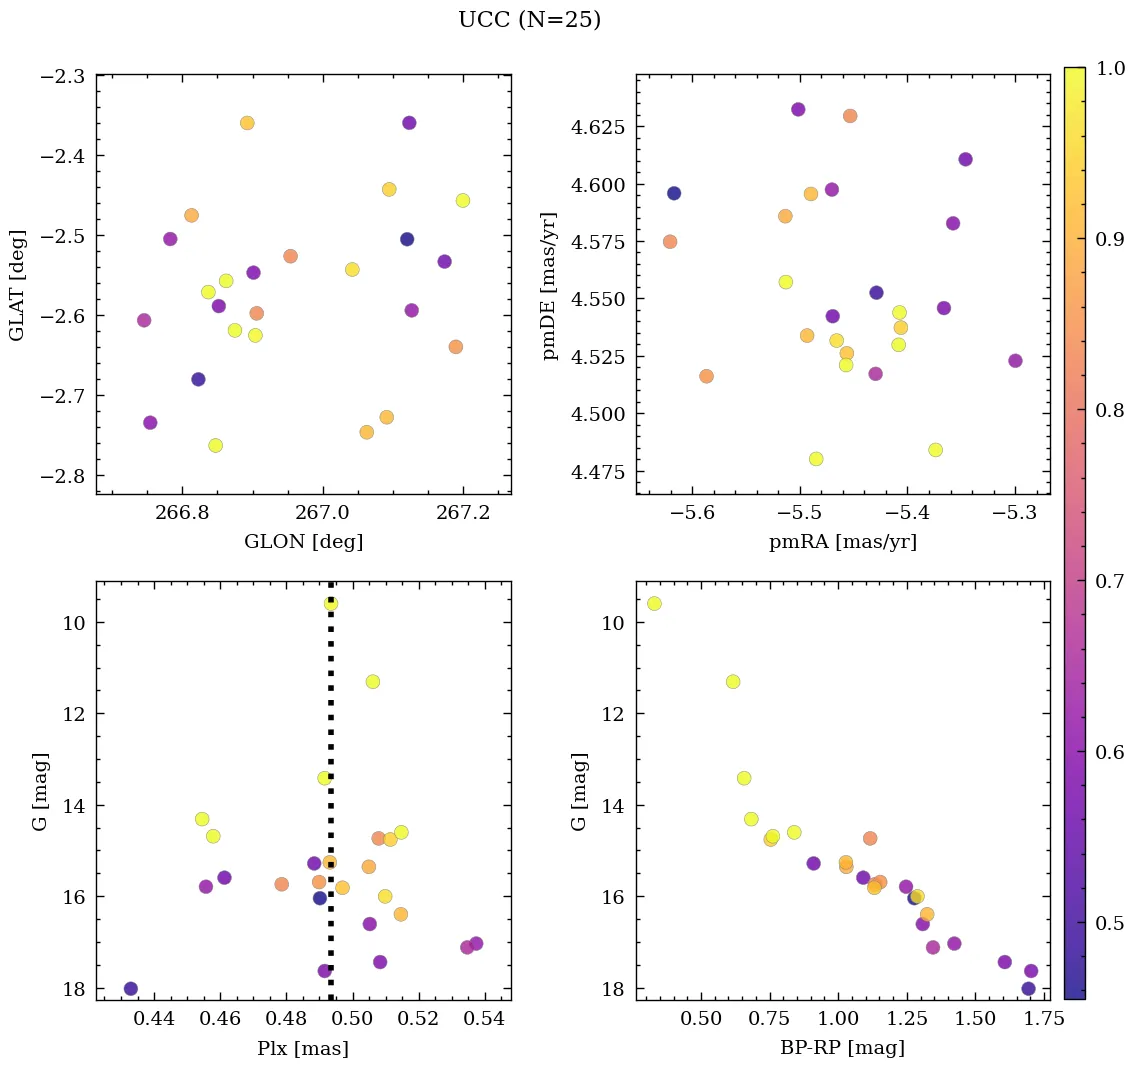 UCC (N=25)
−2.3
−2.4
−2.5
−2.6
−2.7
−2.8
GLAT [deg]
266.8 267.0 267.2
GLON [deg]
4.625
4.600
4.575
4.550
4.525
4.500
4.475
pmDE [mas/yr]
−5.6 −5.5 −5.4 −5.3
pmRA [mas/yr]
10
12
14
16
18
G [mag]
0.44 0.46 0.48 0.50 0.52 0.54
Plx [mas]
10
12
14
16
18
G [mag]
0.50 0.75 1.00 1.25 1.50 1.75
BP-RP [mag]
1.0
0.9
0.8
0.7
0.6
0.5